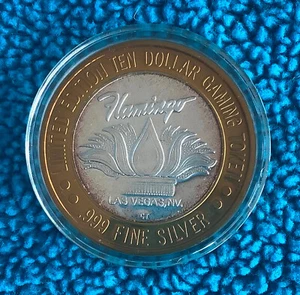 LIMITED EDITION TEN DOLLAR GAMING TOKEN
Flamingo
LAS VEGAS, NV.
.999 FINE SILVER